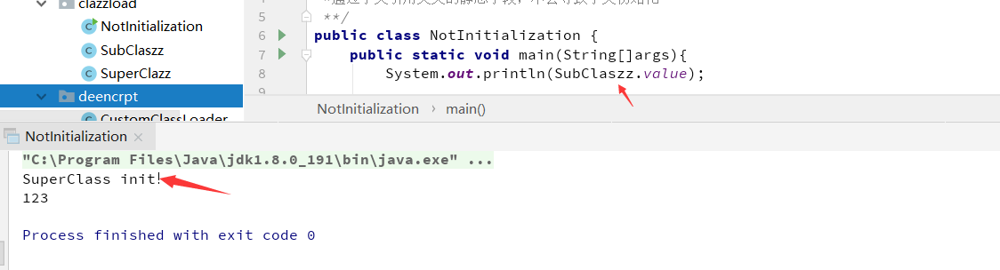 clazzload
NotInitialization
SubClaszz
SuperClazz
deencrpt
CustomClassLoader
4
5
**/
6
public class NotInitialization {
7
public static void main(String[]args){
8
System.out.println(SubClaszz.value);
9
NotInitialization › main()
NotInitialization ×
"C:\Program Files\Java\jdk1.8.0_191\bin\java.exe" ...
SuperClass init!
123
Process finished with exit code 0